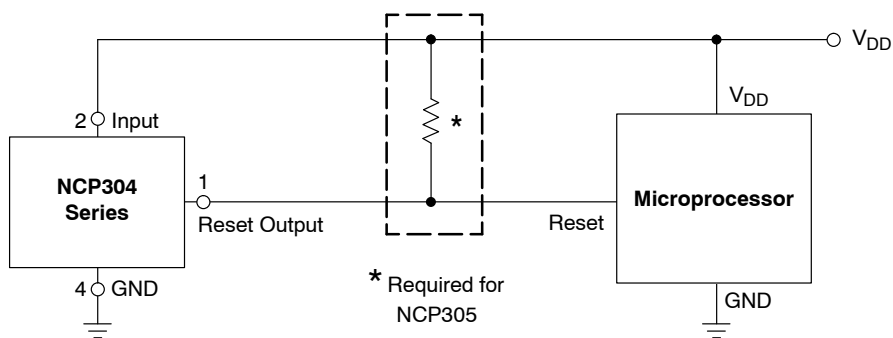 V_DD
V_DD
2
Input
*
NCP304
Series
1
Reset Output
Reset
Microprocessor
4
GND
* Required for
NCP305
GND